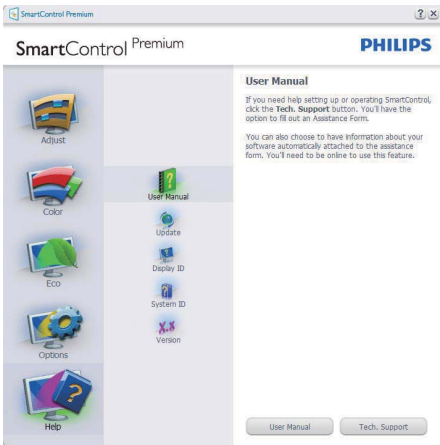 SmartControl Premium
SmartControl Premium
PHILIPS
Adjust
Color
Eco
Options
Help
User Manual
Update
Display ID
System ID
X.x
Version
User Manual
If you need help setting up or operating SmartControl,
click the Tech. Support button. You'll have the
option to fill out an Assistance Form.
You can also choose to have information about your
software automatically attached to the assistance
form. You'll need to be online to use this feature.
User Manual
Tech. Support